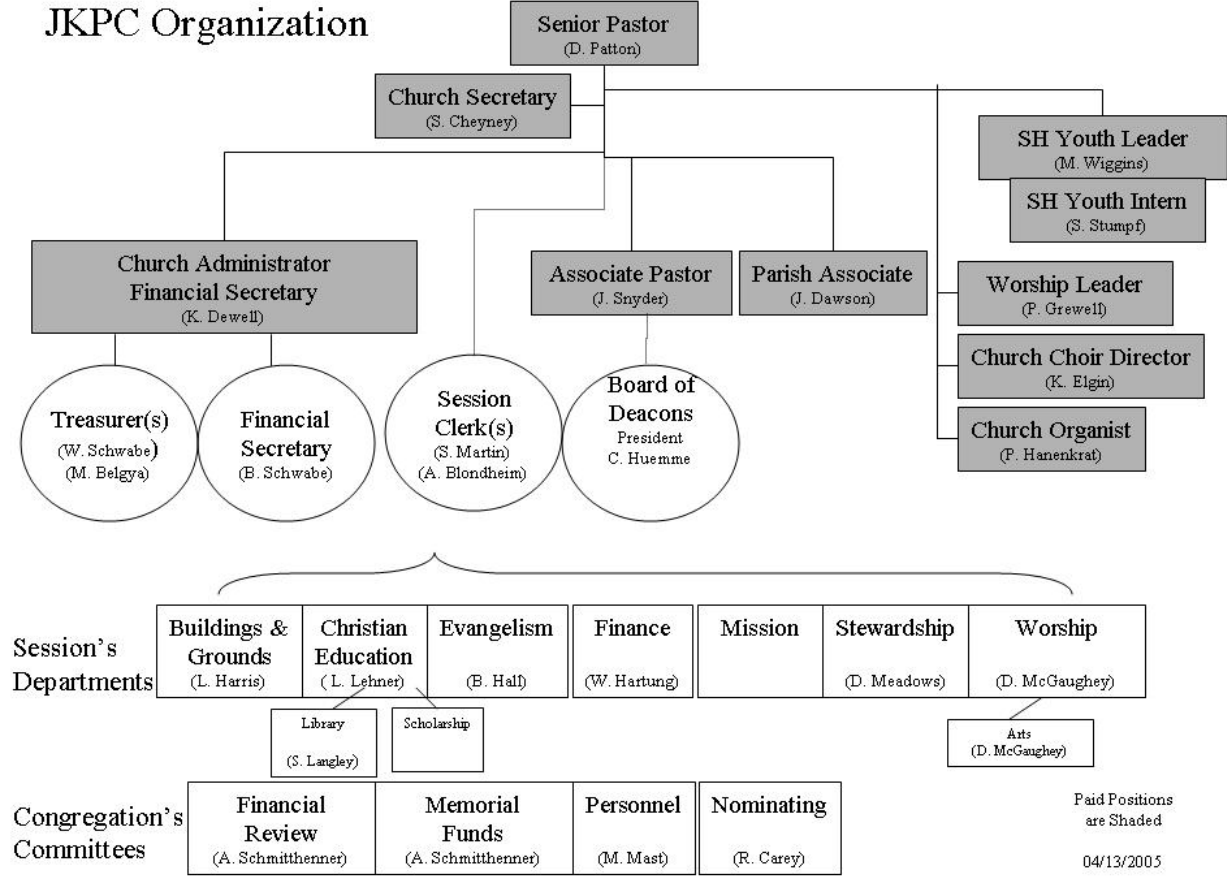 JKPC Organization
Senior Pastor
(D. Patton)
Church Secretary
(S. Cheyney)
SH Youth Leader
(M. Wiggins)
SH Youth Intern
(S. Stumpf)
Church Administrator
Financial Secretary
(K. Dewell)
Associate Pastor
(J. Snyder)
Parish Associate
(J. Dawson)
Worship Leader
(P. Grewell)
Church Choir Director
(K. Elgin)
Church Organist
(P. Hanenkrat)
Treasurer(s)
(W. Schwabe)
(M. Belgya)
Financial
Secretary
(B. Schwabe)
Session
Clerk(s)
(S. Martin)
(A. Blondheim)
Board of
Deacons
President
C. Huemme
Session's
Departments
Buildings &
Grounds
(L. Harris)
Christian
Education
( L. Lehner)
Evangelism
(B. Half)
Finance
(W. Hartung)
Mission
Stewardship
(D. Meadows)
Worship
(D. McGaughey)
Library
(S. Langley)
Scholarship
Arts
(D. McGaughey)
Congregation's
Committees
Financial
Review
(A. Schmitthenner)
Memorial
Funds
(A. Schmitthenner)
Personnel
(M. Mast)
Nominating
(R. Carey)
Paid Positions
are Shaded
04/13/2005